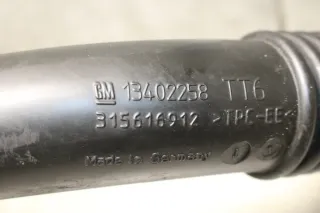 GM 13402258 TT6
315616912 >TPC-EE<
Made in Germany